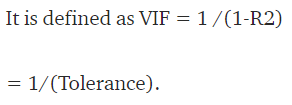 It is defined as VIF = 1/(1-R2)
= 1/(Tolerance).